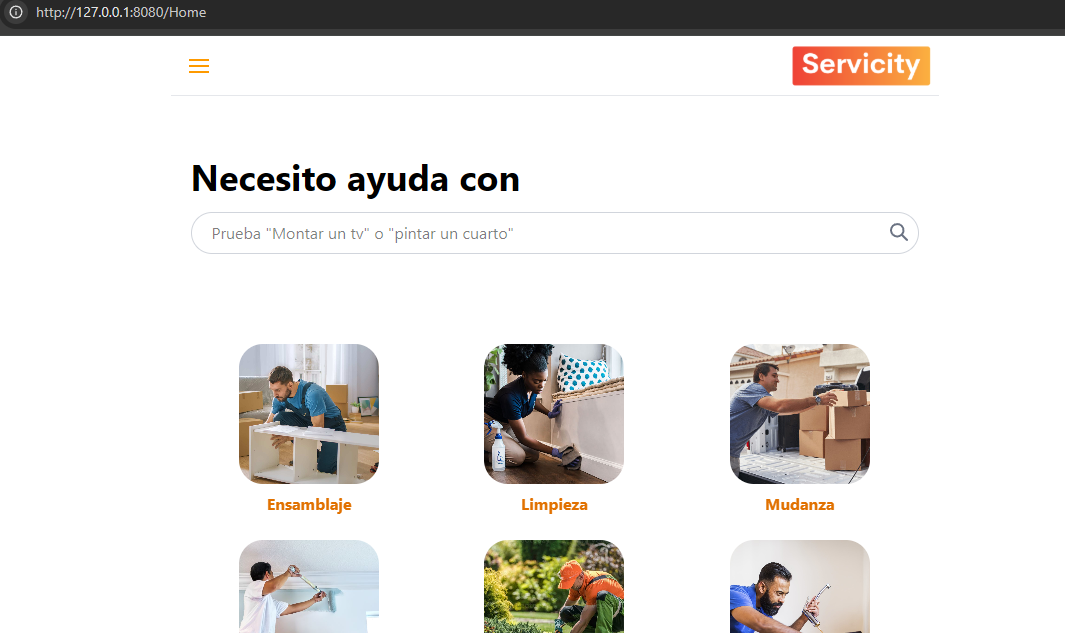 http://127.0.0.1:8080/Home
Servicity
Necesito ayuda con
Prueba "Montar un tv" o "pintar un cuarto"
Ensamblaje
Limpieza
Mudanza